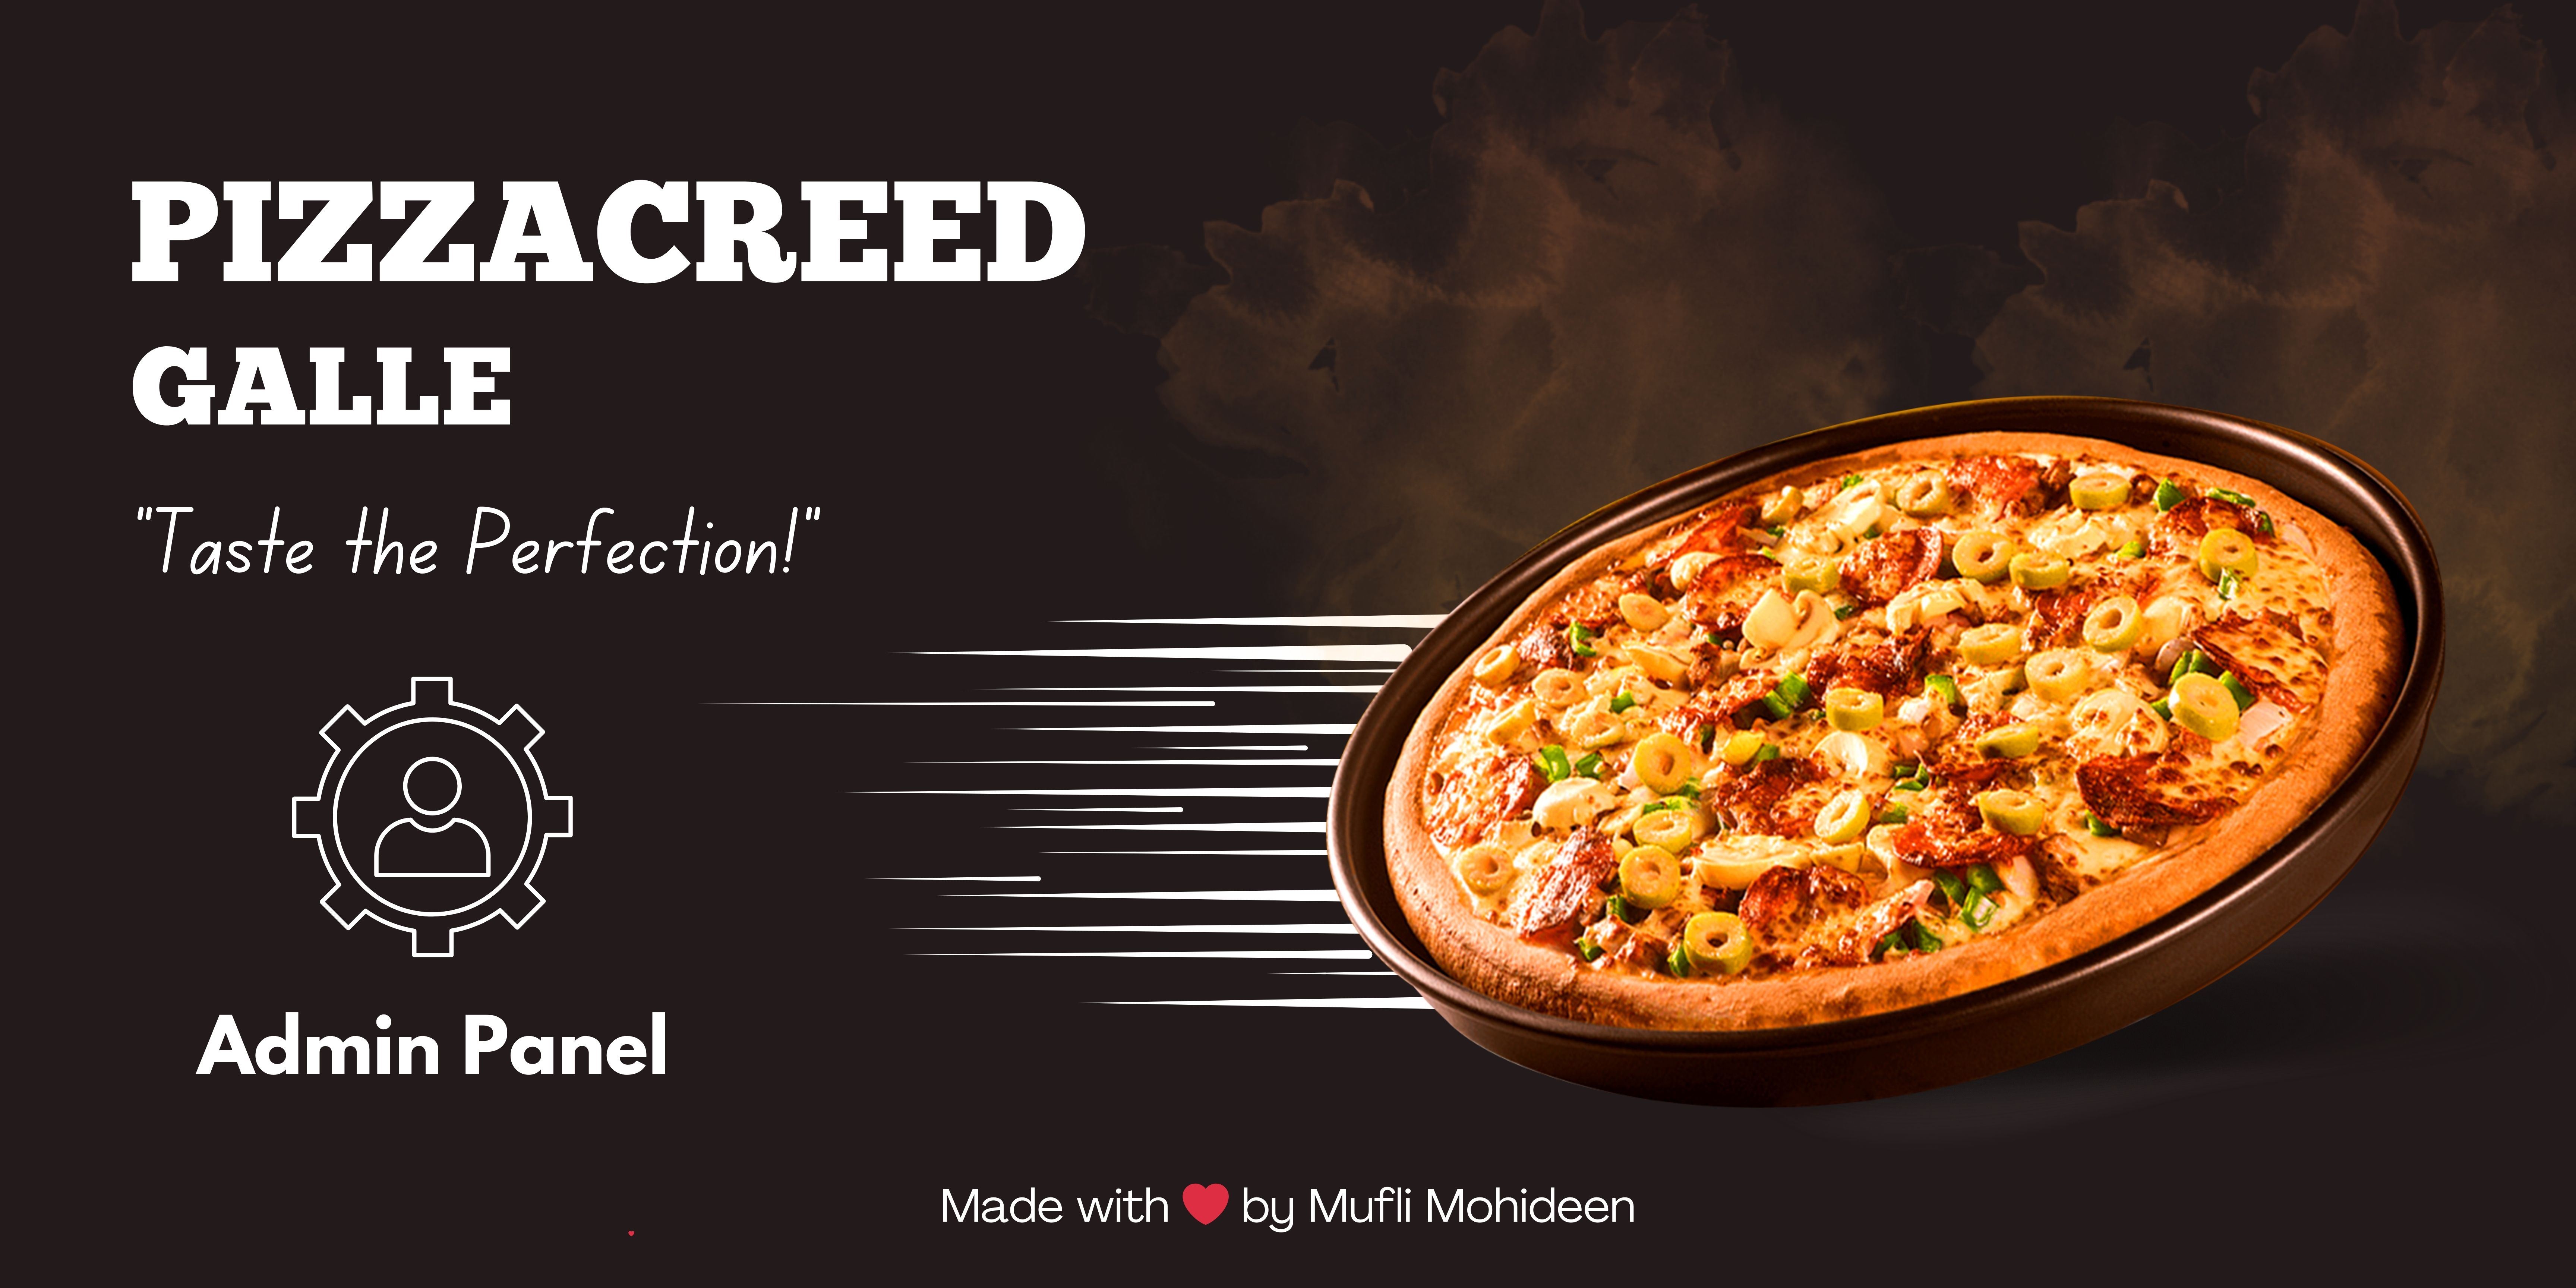 PIZZACREED
GALLE
"Taste the Perfection!"
Admin Panel
Made with ❤ by Mufli Mohideen